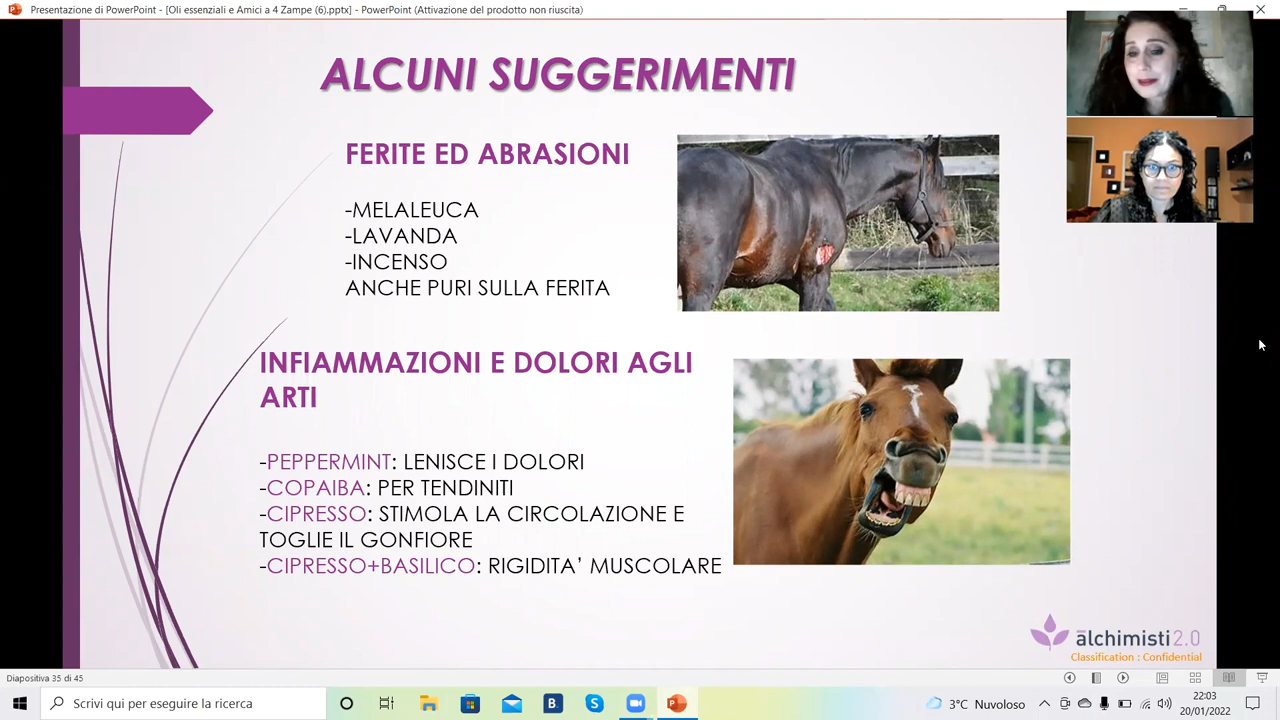 Presentazione di PowerPoint - [Oli essenziali e Amici a 4 Zampe (6).pptx] - PowerPoint (Attivazione del prodotto non riuscita)
ALCUNI SUGGERIMENTI
FERITE ED ABRASIONI
-MELALEUCA
-LAVANDA
-INCENSO
ANCHE PURI SULLA FERITA
INFIAMMAZIONI E DOLORI AGLI
ARTI
-PEPPERMINT: LENISCE I DOLORI
-COPAIBA: PER TENDINITI
-CIPRESSO: STIMOLA LA CIRCOLAZIONE E
TOGLIE IL GONFIORE
-CIPRESSO+BASILICO: RIGIDITA’ MUSCOLARE
alchimisti 2.0
Classification : Confidential
Diapositiva 35 di 45
Scrivi qui per eseguire la ricerca
B.
3°C Nuvoloso
22:03
20/01/2022